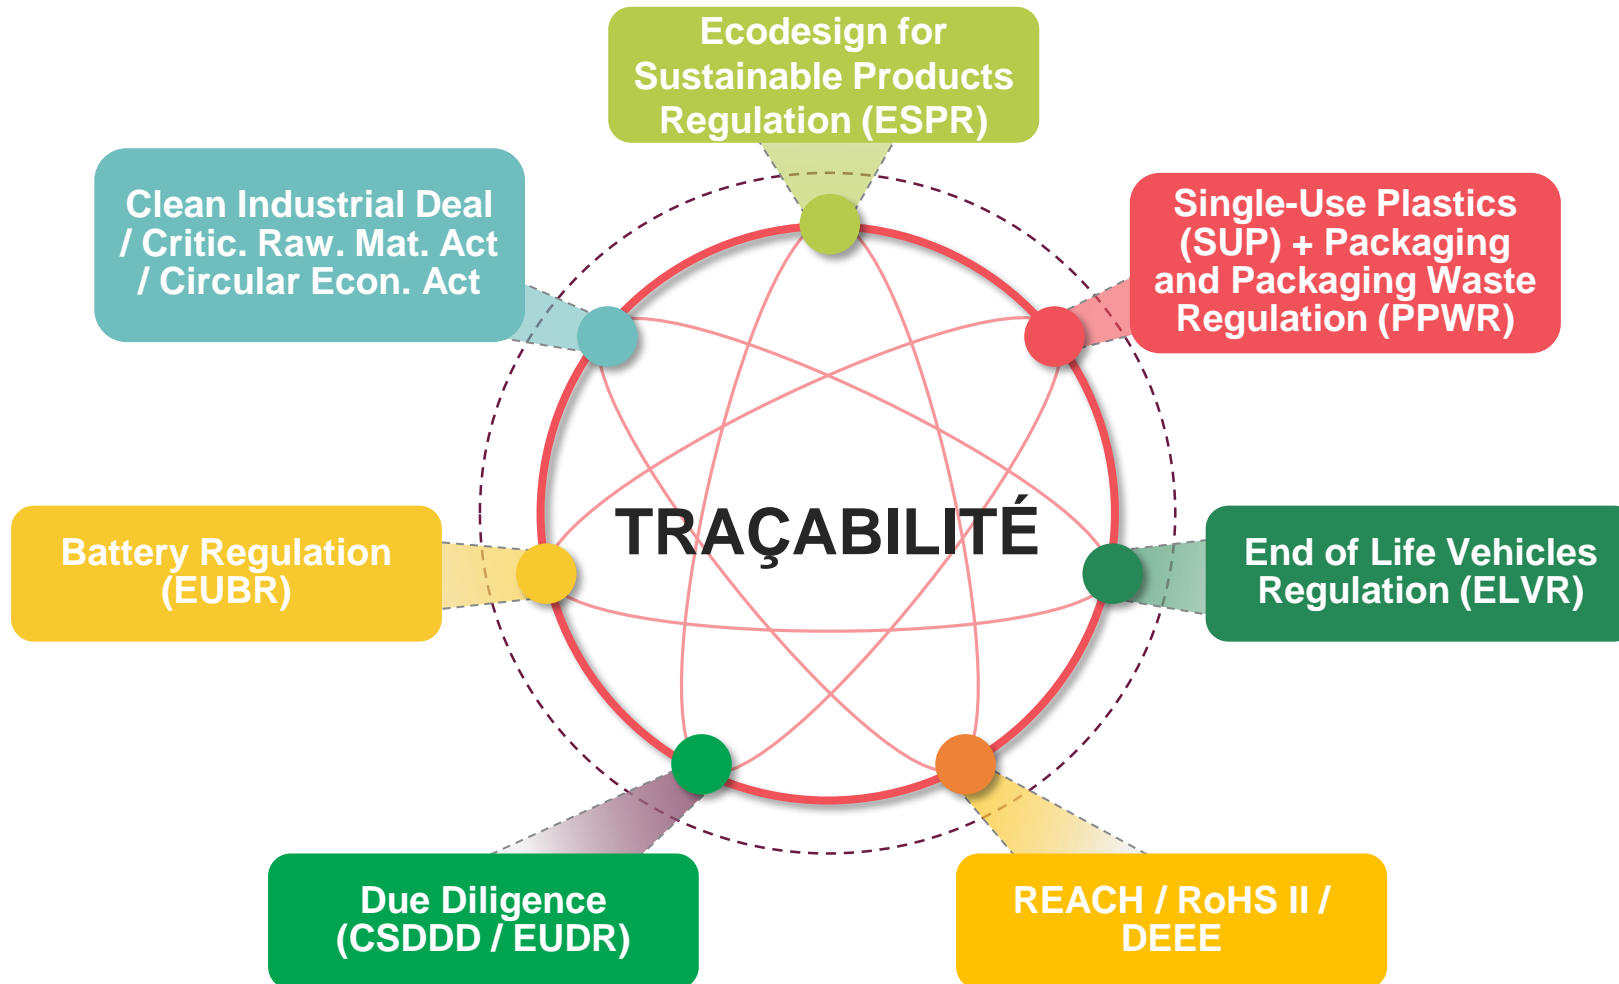 Ecodesign for
Sustainable Products
Regulation (ESPR)
Clean Industrial Deal
/ Critic. Raw. Mat. Act
/ Circular Econ. Act
Single-Use Plastics
(SUP) + Packaging
and Packaging Waste
Regulation (PPWR)
TRAÇABILITÉ
Battery Regulation
(EUBR)
End of Life Vehicles
Regulation (ELVR)
Due Diligence
(CSDDD / EUDR)
REACH / RoHS II /
DEEE